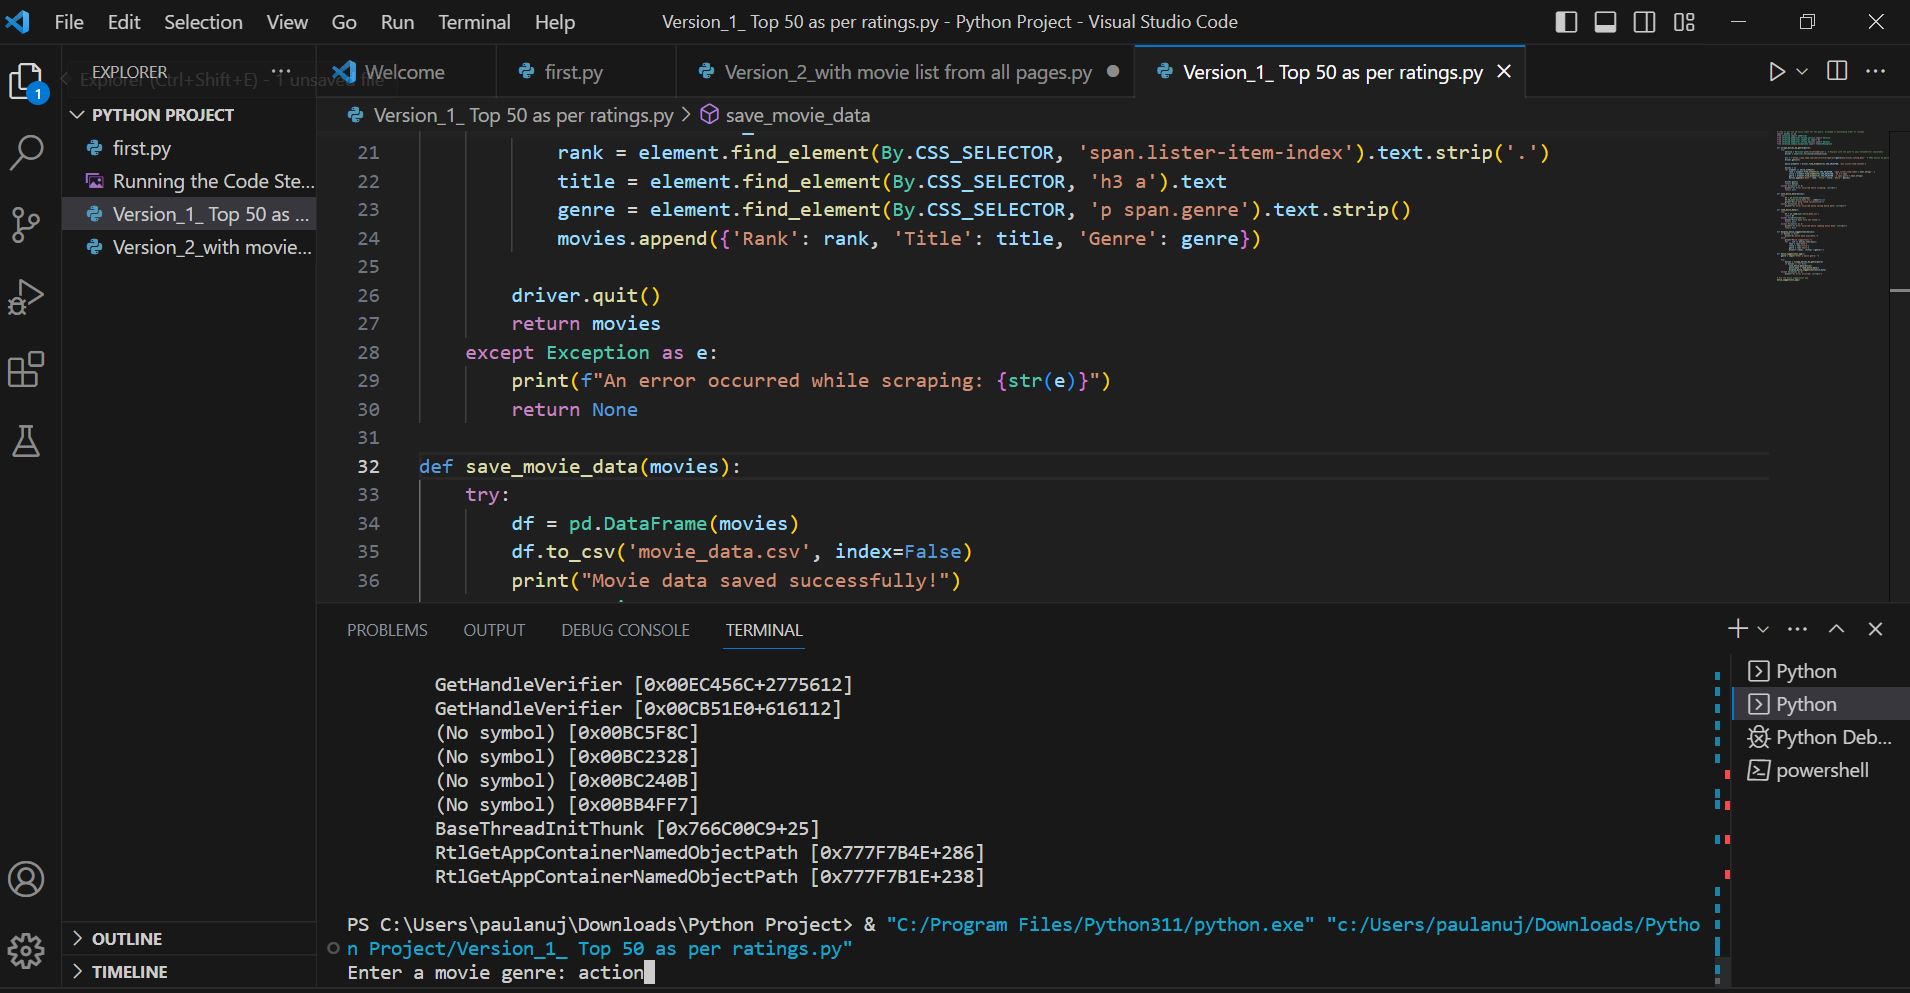 File Edit Selection View Go Run Terminal Help
Version_1_ Top 50 as per ratings.py - Python Project - Visual Studio Code
EXPLORER
Explorer (Ctrl+Shift+E) - 1 unsaved file
Welcome
first.py
Version_2_with movie list from all pages.py
Version_1_ Top 50 as per ratings.py
1
PYTHON PROJECT
first.py
Running the Code Ste...
Version_1_ Top 50 as ...
Version_2_with movie...
OUTLINE
TIMELINE
Version_1_ Top 50 as per ratings.py > save_movie_data
21 rank = element.find_element(By.CSS_SELECTOR, 'span.lister-item-index').text.strip('.')
22 title = element.find_element(By.CSS_SELECTOR, 'h3 a').text
23 genre = element.find_element(By.CSS_SELECTOR, 'p span.genre').text.strip()
24 movies.append({'Rank': rank, 'Title': title, 'Genre': genre})
25
26 driver.quit()
27 return movies
28 except Exception as e:
29 print(f"An error occurred while scraping: {str(e)}")
30 return None
31
32 def save_movie_data(movies):
33 try:
34 df = pd.DataFrame(movies)
35 df.to_csv('movie_data.csv', index=False)
36 print("Movie data saved successfully!")
PROBLEMS OUTPUT DEBUG CONSOLE TERMINAL
GetHandleVerifier [0x00EC456C+2775612]
GetHandleVerifier [0x00CB51E0+616112]
(No symbol) [0x00BC5F8C]
(No symbol) [0x00BC2328]
(No symbol) [0x00BC240B]
(No symbol) [0x00BB4FF7]
BaseThreadInitThunk [0x766C00C9+25]
RtlGetAppContainerNamedObjectPath [0x777F7B4E+286]
RtlGetAppContainerNamedObjectPath [0x777F7B1E+238]
PS C:\Users\paulanuj\Downloads\Python Project> & "C:/Program Files/Python311/python.exe" "c:/Users/paulanuj/Downloads/Pytho
n Project/Version_1_ Top 50 as per ratings.py"
Enter a movie genre: action
Python
Python
Python Deb...
powershell